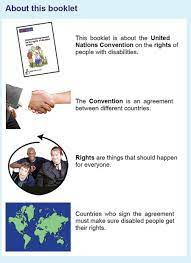 About this booklet
This booklet is about the United
Nations Convention on the rights of
people with disabilities.
The Convention is an agreement
between different countries.
Rights are things that should happen
for everyone.
Countries who sign the agreement
must make sure disabled people get
their rights.